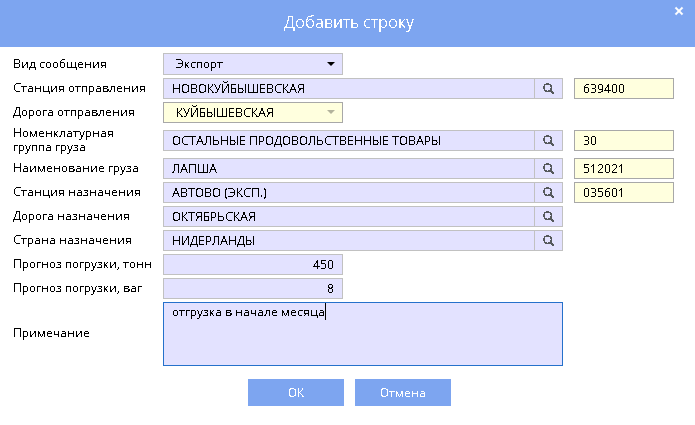 Добавить строку
Вид сообщения Экспорт
Станция отправления НОВОКУЙБЫШЕВСКАЯ 639400
Дорога отправления КУЙБЫШЕВСКАЯ
Номенклатурная
группа груза ОСТАЛЬНЫЕ ПРОДОВОЛЬСТВЕННЫЕ ТОВАРЫ 30
Наименование груза ЛАПША 512021
Станция назначения АВТОВО (ЭКСП.) 035601
Дорога назначения ОКТЯБРЬСКАЯ
Страна назначения НИДЕРЛАНДЫ
Прогноз погрузки, тонн 450
Прогноз погрузки, ваг 8
отгрузка в начале месяца
Примечание
ОК Отмена